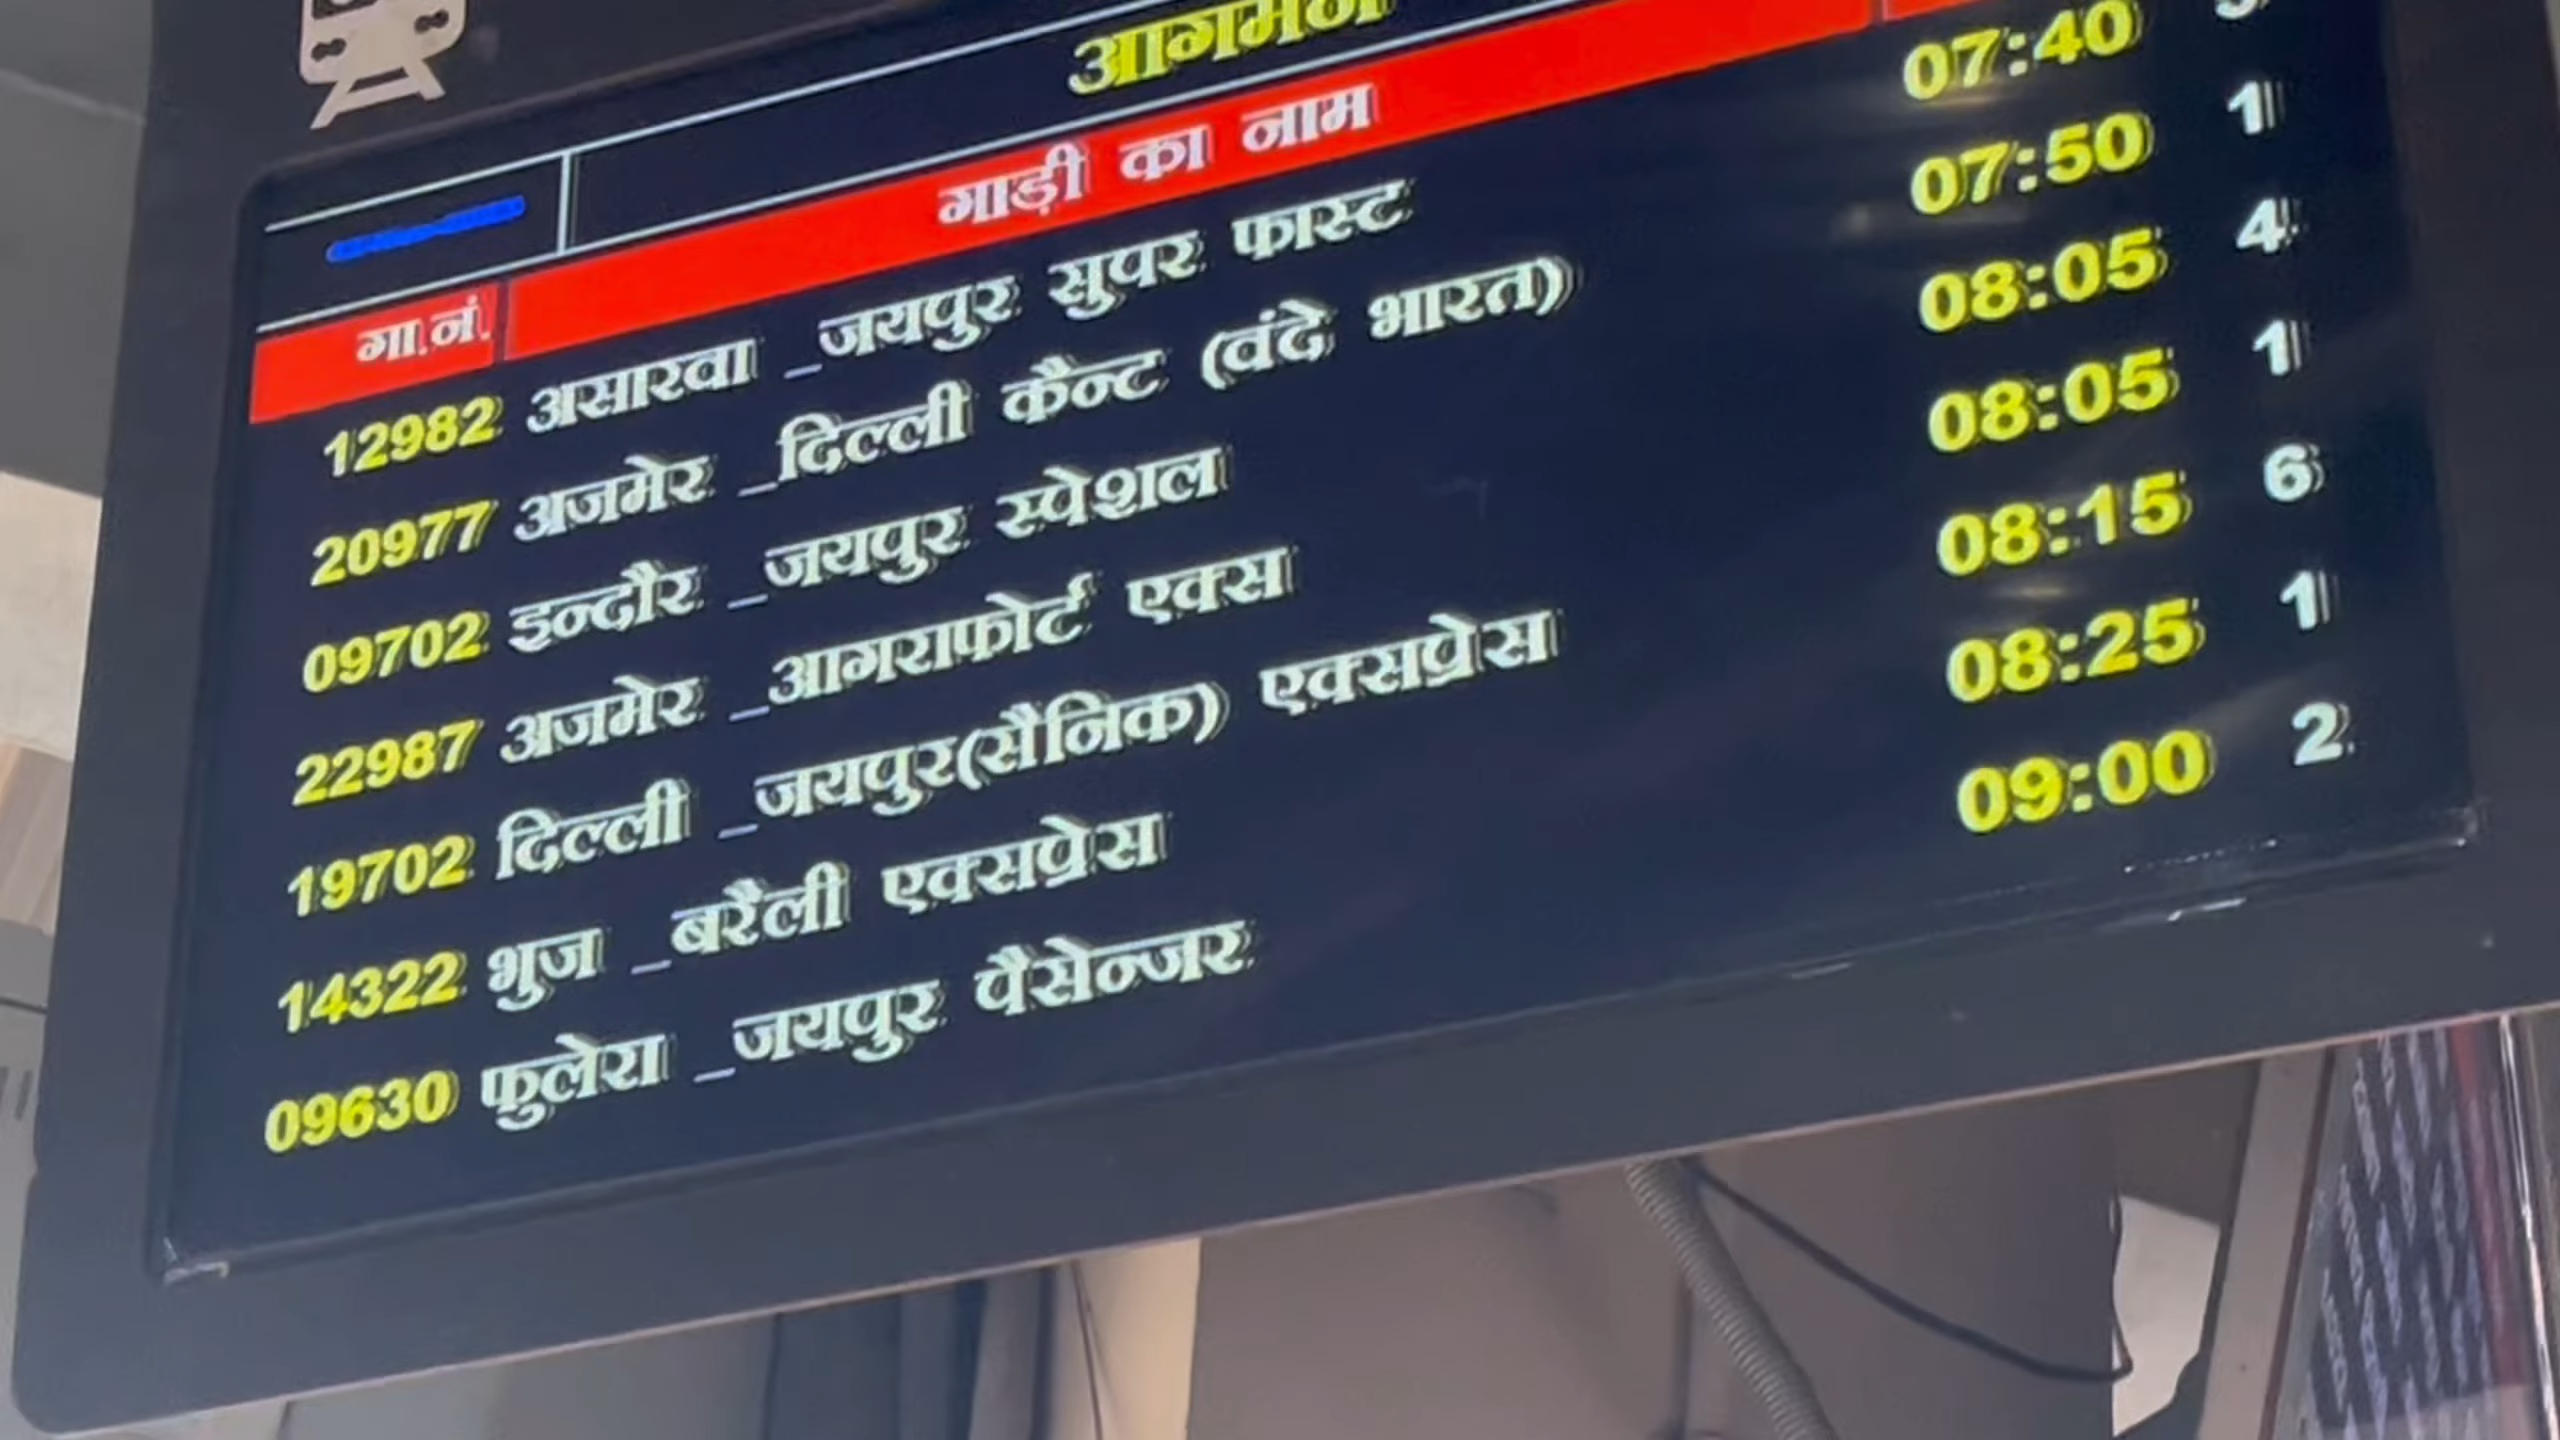 आगमन
गा.नं. गाड़ी का नाम
12982 असारवा _जयपुर सुपर फास्ट 07:40
20977 अजमेर _दिल्ली कैन्ट (वंदे भारत) 07:50 1
09702 इन्दौर _जयपुर स्पेशल 08:05 4
22987 अजमेर _आगराफोर्ट एक्स 08:05 1
19702 दिल्ली _जयपुर(सैनिक) एक्सप्रेस 08:15 6
14322 भुज _बरैली एक्सप्रेस 08:25 1
09630 फुलेरा _जयपुर पैसेन्जर 09:00 2